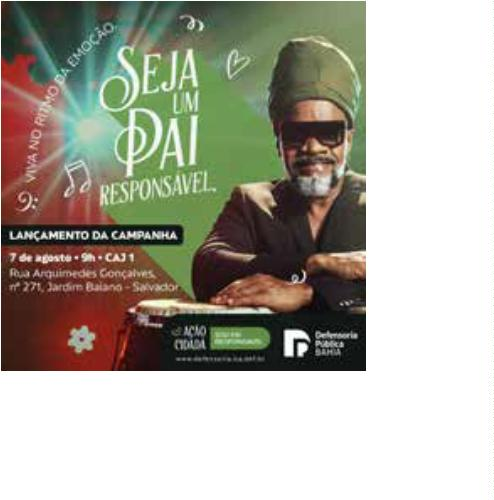 VIVA NO RITMO DA EMOÇÃO.
SEJA
UM
PAI
RESPONSÁVEL.
LANÇAMENTO DA CAMPANHA
7 de agosto • 9h • CAJ 1
Rua Arquimedes Gonçalves,
nº 271, Jardim Baiano - Salvador
AÇÃO
CIDADÃ
SOU PAI
RESPONSÁVEL
Defensoria
Pública
BAHIA
www.defensoria.ba.def.br